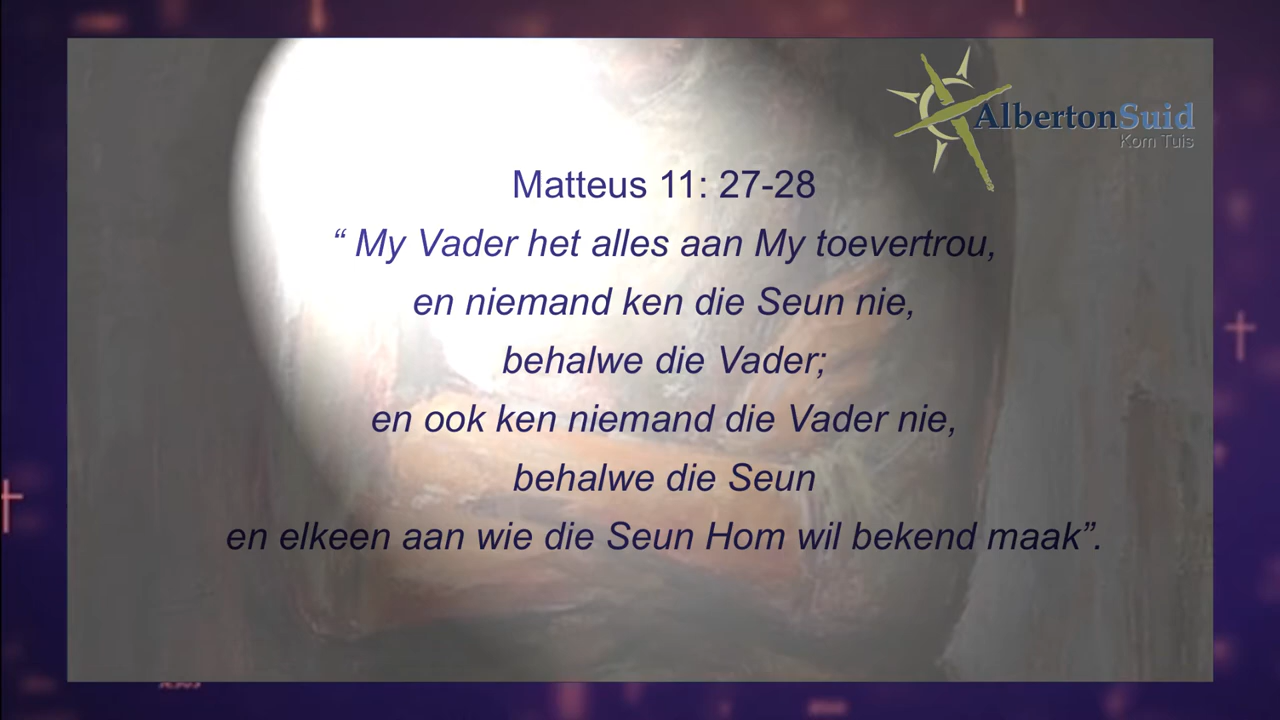 AlbertonSuid
Kom Tuis
Matteus 11: 27-28
“ My Vader het alles aan My toevertrou,
en niemand ken die Seun nie,
behalwe die Vader;
en ook ken niemand die Vader nie,
behalwe die Seun
en elkeen aan wie die Seun Hom wil bekend maak”.